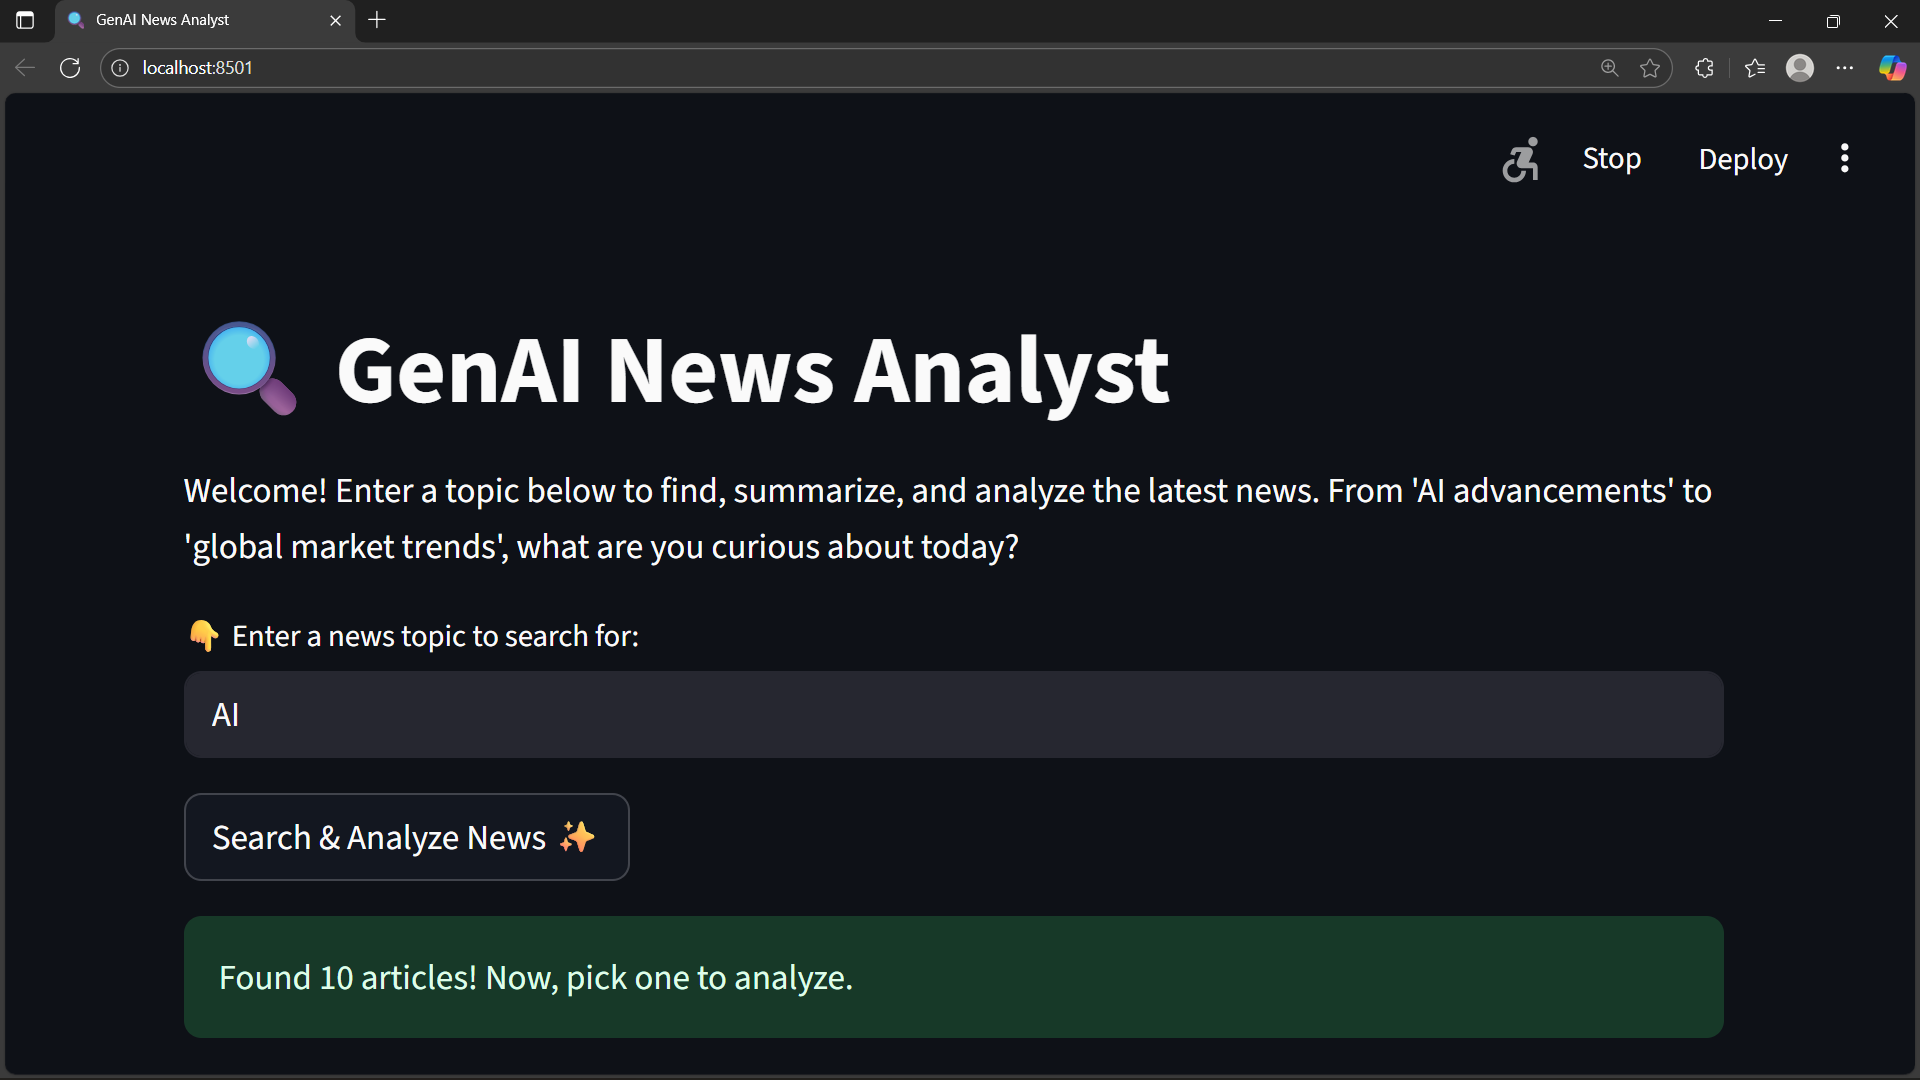 GenAI News Analyst
localhost:8501
Stop Deploy
GenAI News Analyst
Welcome! Enter a topic below to find, summarize, and analyze the latest news. From 'AI advancements' to
'global market trends', what are you curious about today?
👇 Enter a news topic to search for:
AI
Search & Analyze News ✨
Found 10 articles! Now, pick one to analyze.